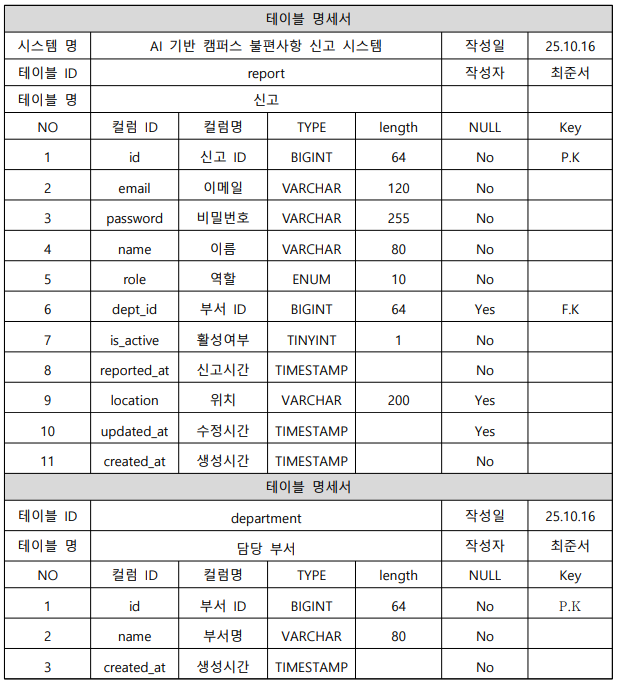 테이블 명세서
시스템 명 AI 기반 캠퍼스 불편사항 신고 시스템 작성일 25.10.16
테이블 ID report 작성자 최준서
테이블 명 신고
NO 컬럼 ID 컬럼명 TYPE length NULL Key
1 id 신고 ID BIGINT 64 No P.K
2 email 이메일 VARCHAR 120 No
3 password 비밀번호 VARCHAR 255 No
4 name 이름 VARCHAR 80 No
5 role 역할 ENUM 10 No
6 dept_id 부서 ID BIGINT 64 Yes F.K
7 is_active 활성여부 TINYINT 1 No
8 reported_at 신고시간 TIMESTAMP No
9 location 위치 VARCHAR 200 Yes
10 updated_at 수정시간 TIMESTAMP Yes
11 created_at 생성시간 TIMESTAMP No
테이블 명세서
테이블 ID department 작성일 25.10.16
테이블 명 담당 부서 작성자 최준서
NO 컬럼 ID 컬럼명 TYPE length NULL Key
1 id 부서 ID BIGINT 64 No P.K
2 name 부서명 VARCHAR 80 No
3 created_at 생성시간 TIMESTAMP No